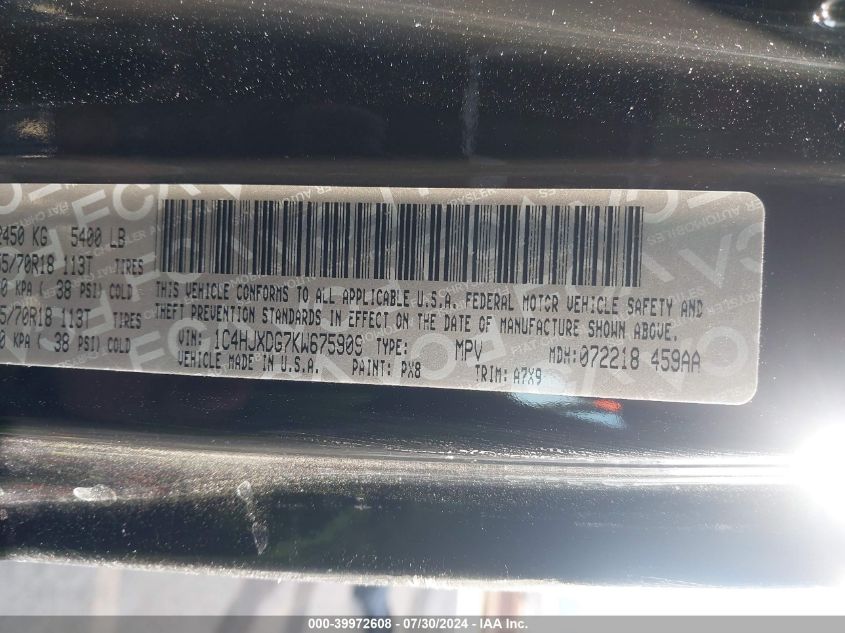 2450 KG 5400 LB
5/70R18 113T TIRES
0 KPA ( 38 PSI) COLD
5/70R18 113T TIRES
0 KPA ( 38 PSI) COLD
THIS VEHICLE CONFORMS TO ALL APPLICABLE U.S.A. FEDERAL MOTOR VEHICLE SAFETY AND
THEFT PREVENTION STANDARDS IN EFFECT ON THE DATE OF MANUFACTURE SHOWN ABOVE.
VIN: 1C4HJXDG7KW675909 TYPE: MPV MDH: 072218 459AA
VEHICLE MADE IN U.S.A. PAINT: PX8 TRIM: A7X9
000-39972608 - 07/30/2024 - IAA Inc.